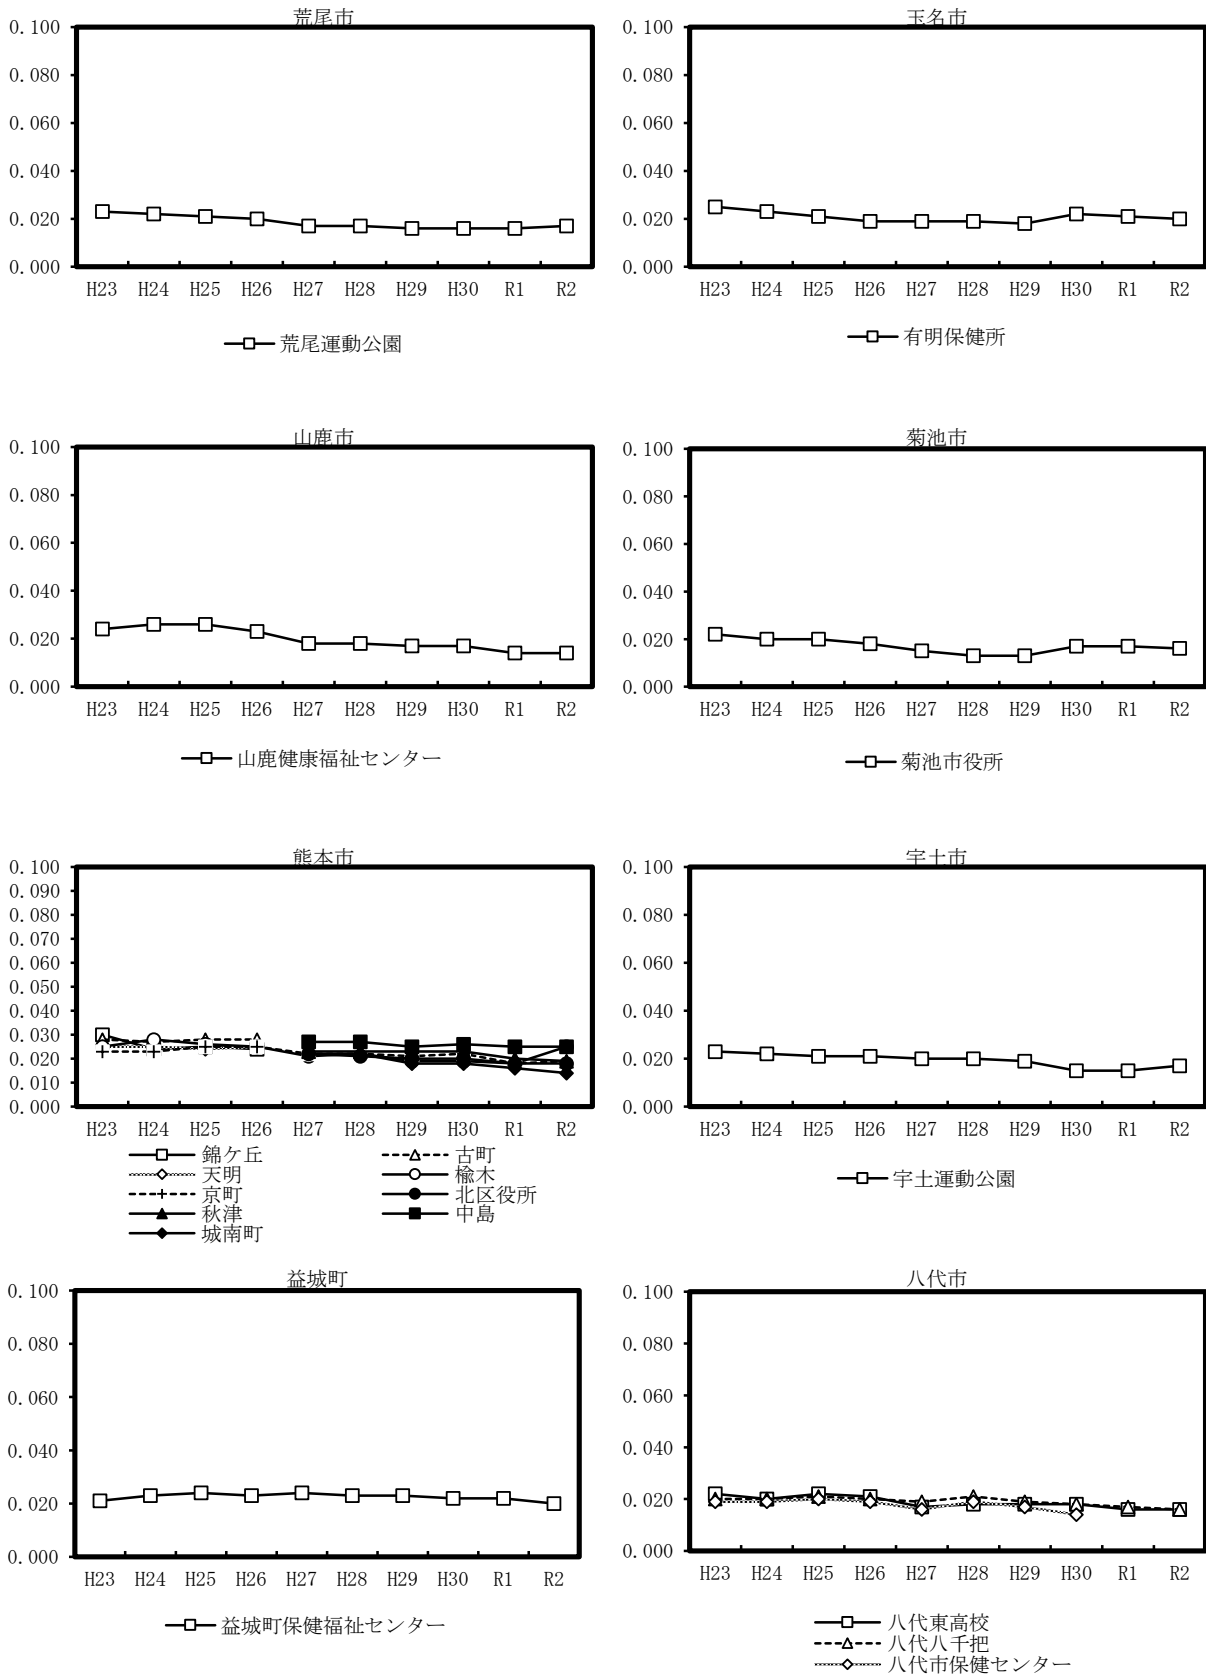 荒尾市
0.100
0.080
0.060
0.040
0.020
0.000
H23 H24 H25 H26 H27 H28 H29 H30 R1 R2
荒尾運動公園
玉名市
0.100
0.080
0.060
0.040
0.020
0.000
H23 H24 H25 H26 H27 H28 H29 H30 R1 R2
有明保健所
山鹿市
0.100
0.080
0.060
0.040
0.020
0.000
H23 H24 H25 H26 H27 H28 H29 H30 R1 R2
山鹿健康福祉センター
菊池市
0.100
0.080
0.060
0.040
0.020
0.000
H23 H24 H25 H26 H27 H28 H29 H30 R1 R2
菊池市役所
熊本市
0.100
0.090
0.080
0.070
0.060
0.050
0.040
0.030
0.020
0.010
0.000
H23 H24 H25 H26 H27 H28 H29 H30 R1 R2
錦ケ丘 古町
天明 楡木
京町 北区役所
秋津 中島
城南町
宇土市
0.100
0.080
0.060
0.040
0.020
0.000
H23 H24 H25 H26 H27 H28 H29 H30 R1 R2
宇土運動公園
益城町
0.100
0.080
0.060
0.040
0.020
0.000
H23 H24 H25 H26 H27 H28 H29 H30 R1 R2
益城町保健福祉センター
八代市
0.100
0.080
0.060
0.040
0.020
0.000
H23 H24 H25 H26 H27 H28 H29 H30 R1 R2
八代東高校
八代八千把
八代市保健センター